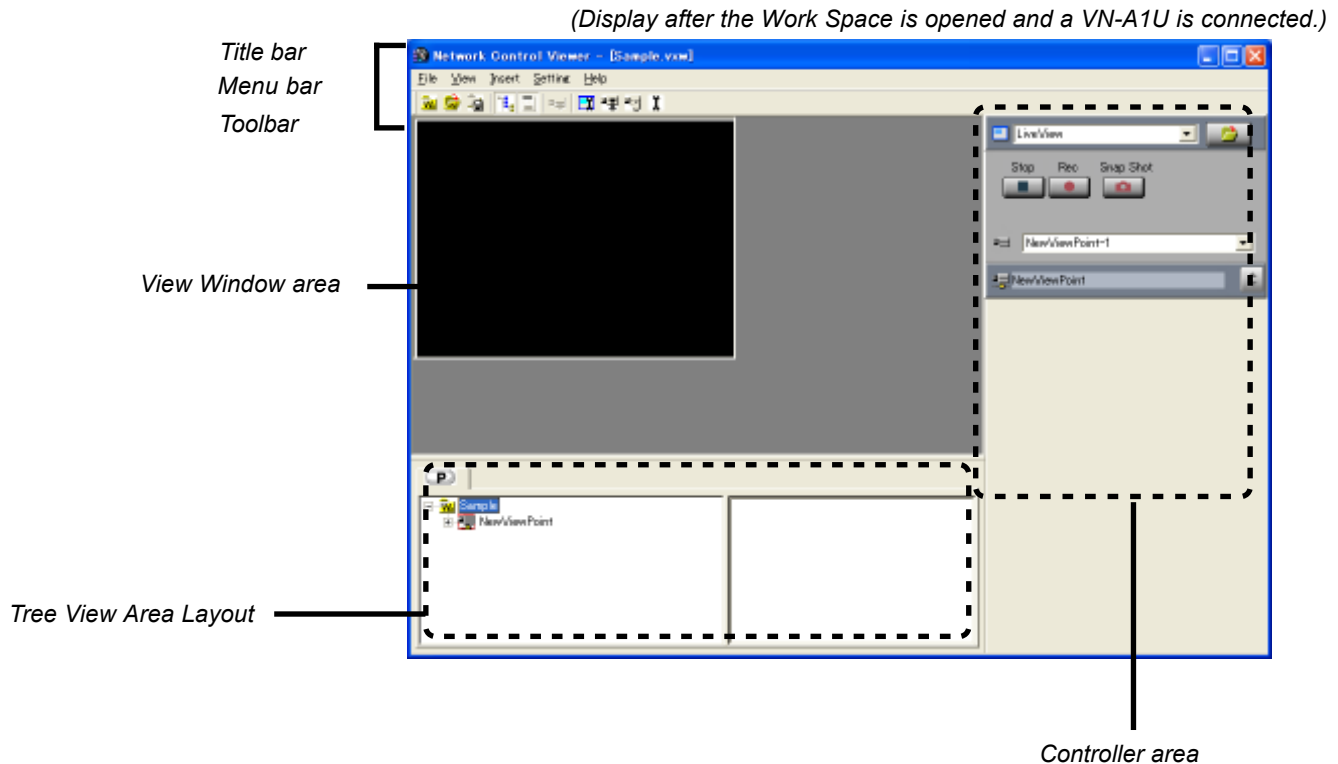 (Display after the Work Space is opened and a VN-A1U is connected.)
Title bar
Menu bar
Toolbar
Network Control Viewer - [Sample.vxw]
File View Insert Setting Help
LiveView
Stop Rec Snap Shot
NewViewPoint-1
NewViewPoint
View Window area
P
Sample
NewViewPoint
Tree View Area Layout
Controller area